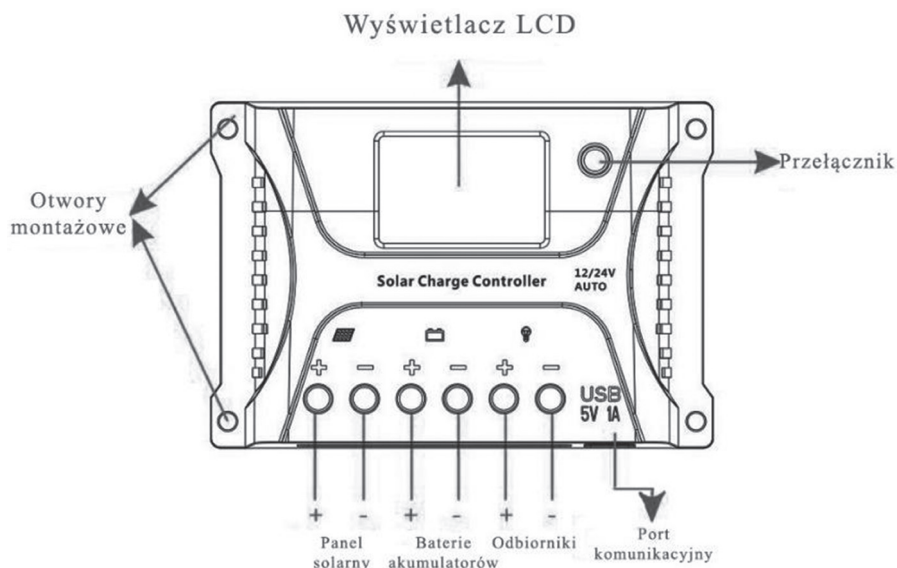 Wyświetlacz LCD
Przełącznik
Otwory
montażowe
Solar Charge Controller
12/24V
AUTO
+ − + − + −
USB
5V 1A
+ - + - + -
Panel
solarny
Baterie
akumulatorów
Odbiorniki
Port
komunikacyjny